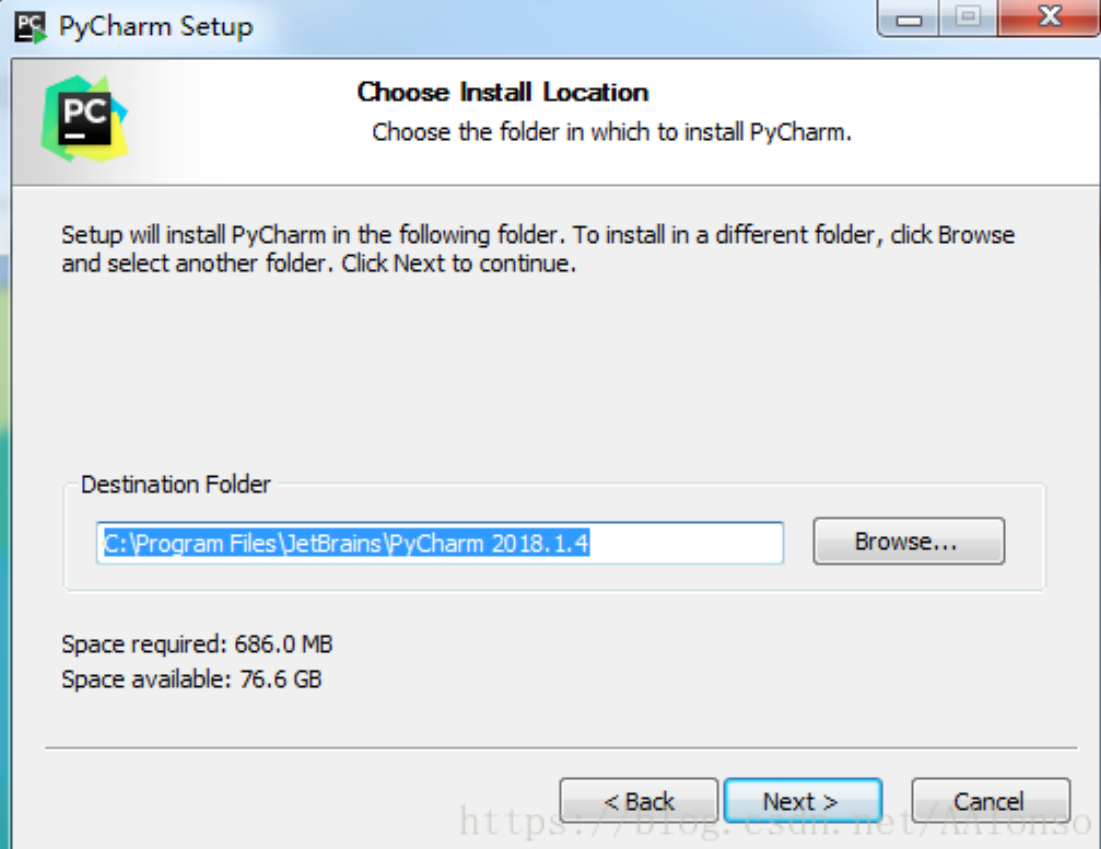 PyCharm Setup
PC
Choose Install Location
Choose the folder in which to install PyCharm.
Setup will install PyCharm in the following folder. To install in a different folder, click Browse
and select another folder. Click Next to continue.
Destination Folder
C:\Program Files\JetBrains\PyCharm 2018.1.4
Browse...
Space required: 686.0 MB
Space available: 76.6 GB
< Back
Next >
Cancel
https://blog.csdn.net/AAlonso